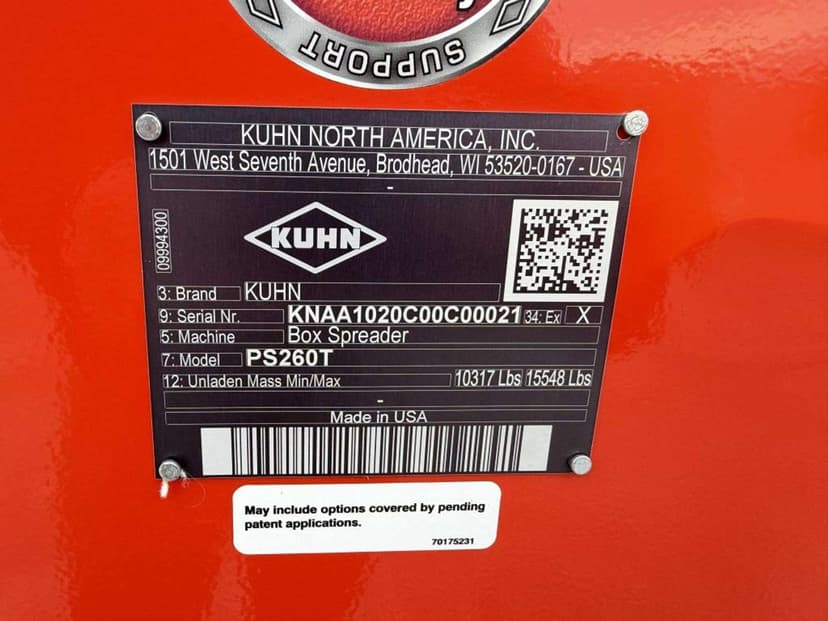 SUPPORT
KUHN NORTH AMERICA, INC.
1501 West Seventh Avenue, Brodhead, WI 53520-0167 - USA
-
09994300
KUHN
3: Brand KUHN
9: Serial Nr. KNAA1020C00C00021 34: Ex X
5: Machine Box Spreader
7: Model PS260T
12: Unladen Mass Min/Max 10317 Lbs 15548 Lbs
-
Made in USA
May include options covered by pending
patent applications.
70175231